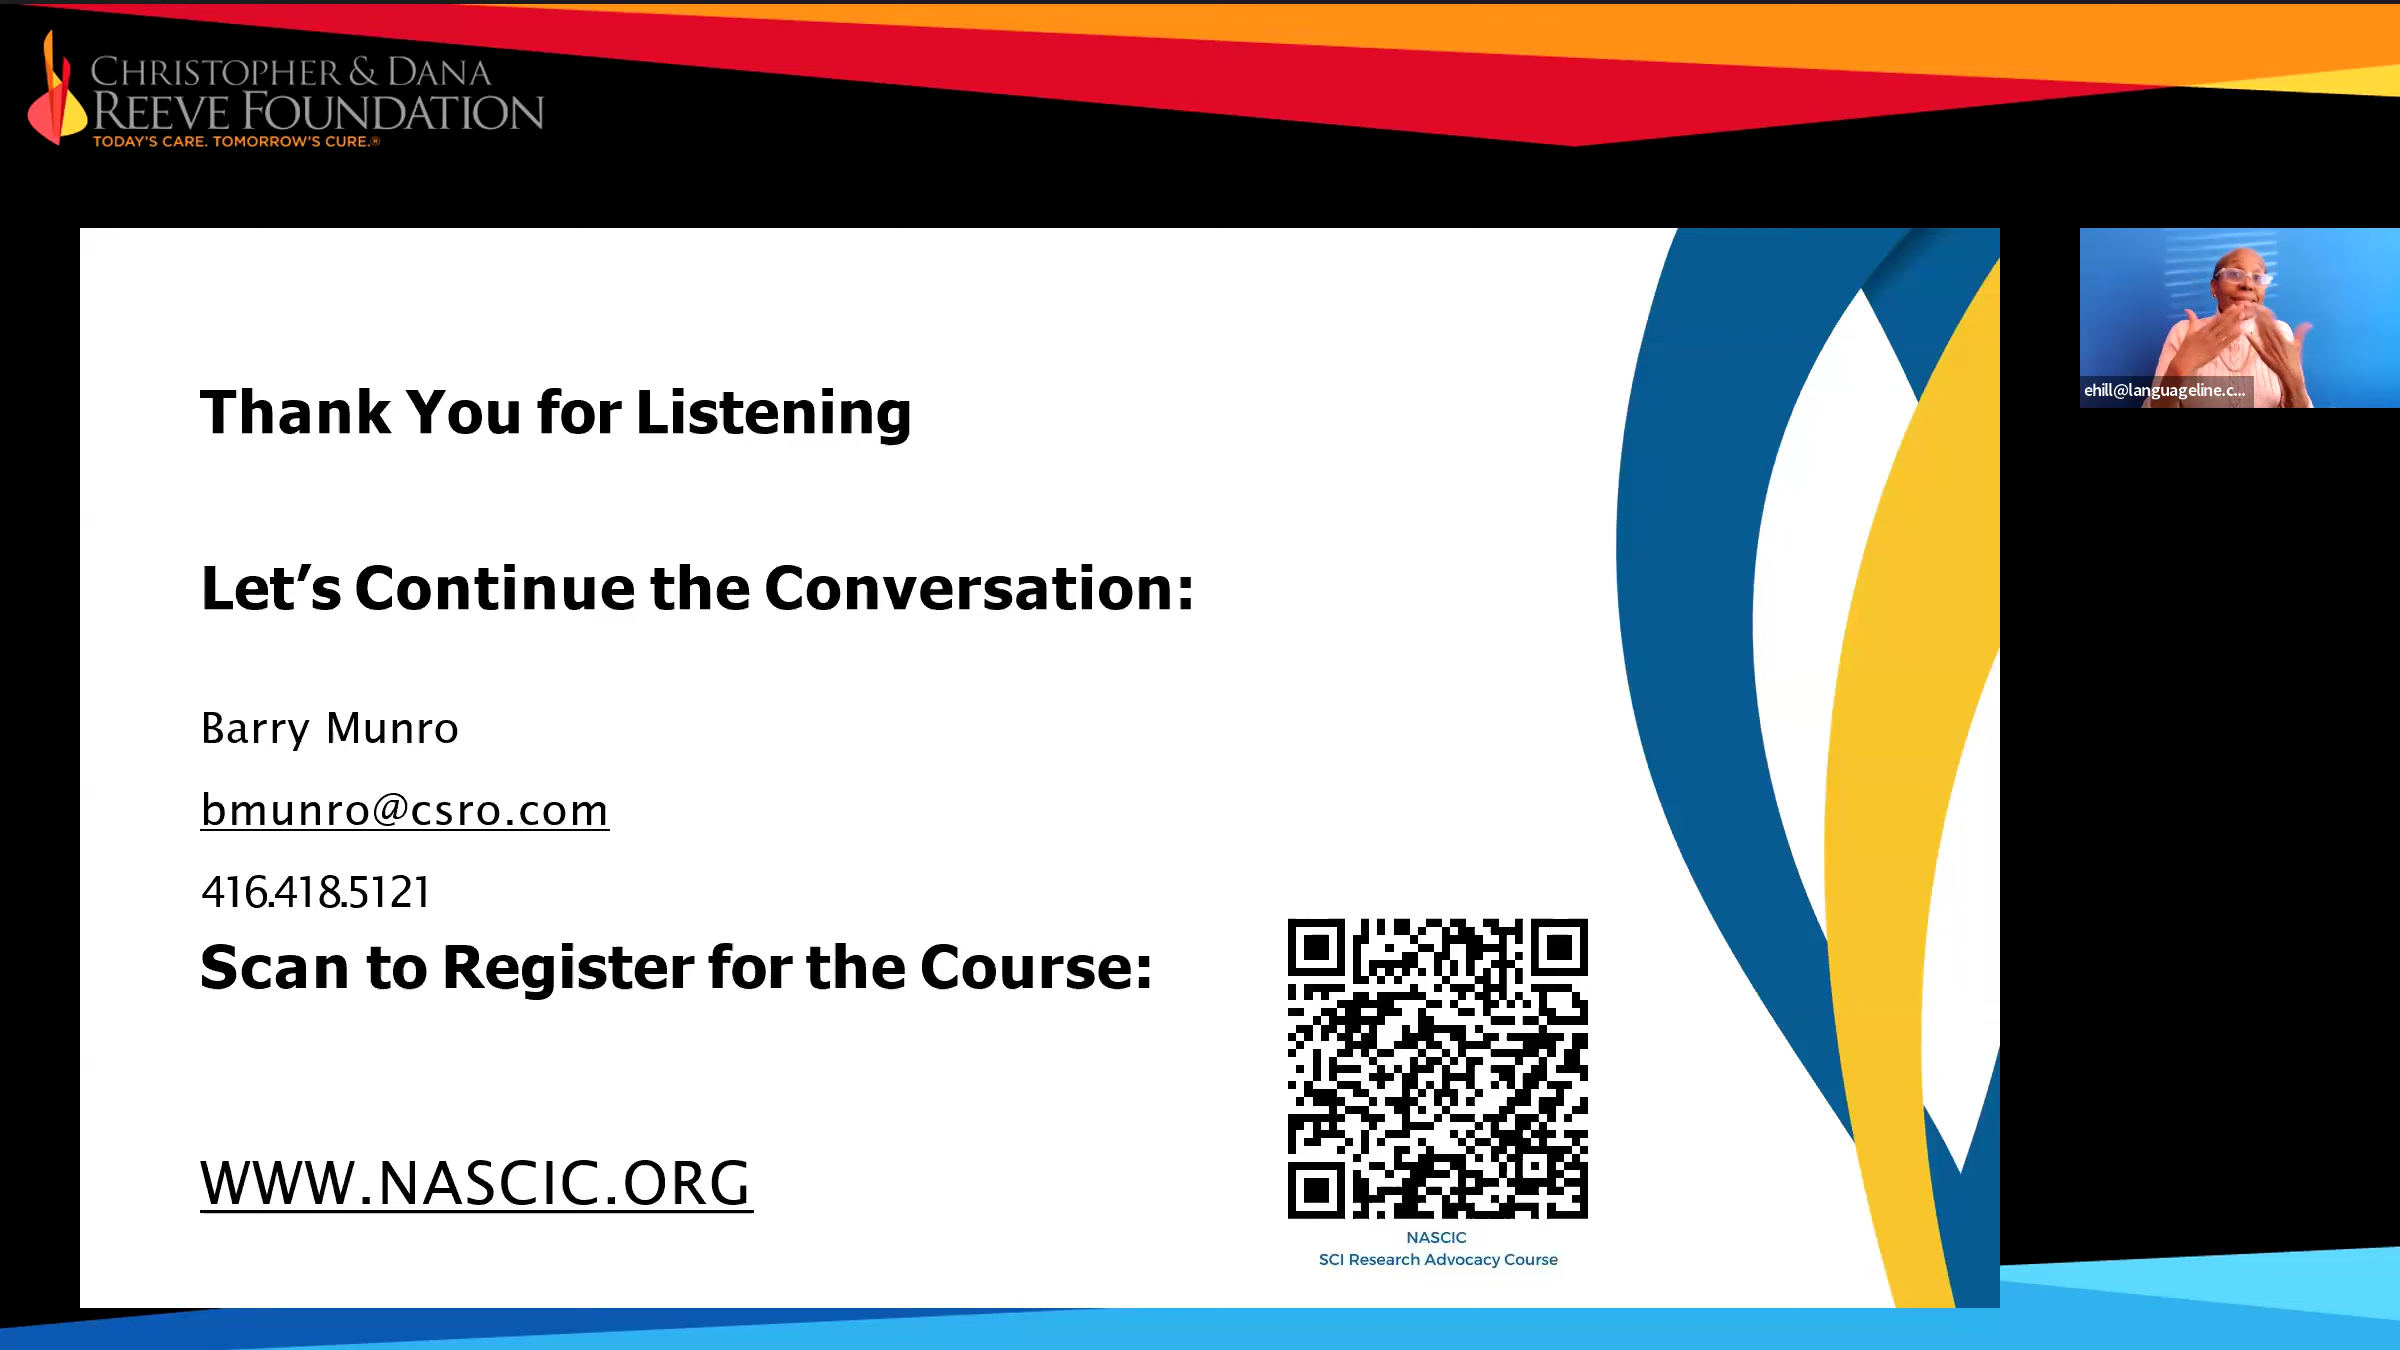 CHRISTOPHER & DANA
REEVE FOUNDATION
TODAY'S CARE. TOMORROW'S CURE.®
Thank You for Listening
Let’s Continue the Conversation:
Barry Munro
bmunro@csro.com
416.418.5121
Scan to Register for the Course:
WWW.NASCIC.ORG
NASCIC
SCI Research Advocacy Course
ehill@languageline.c...